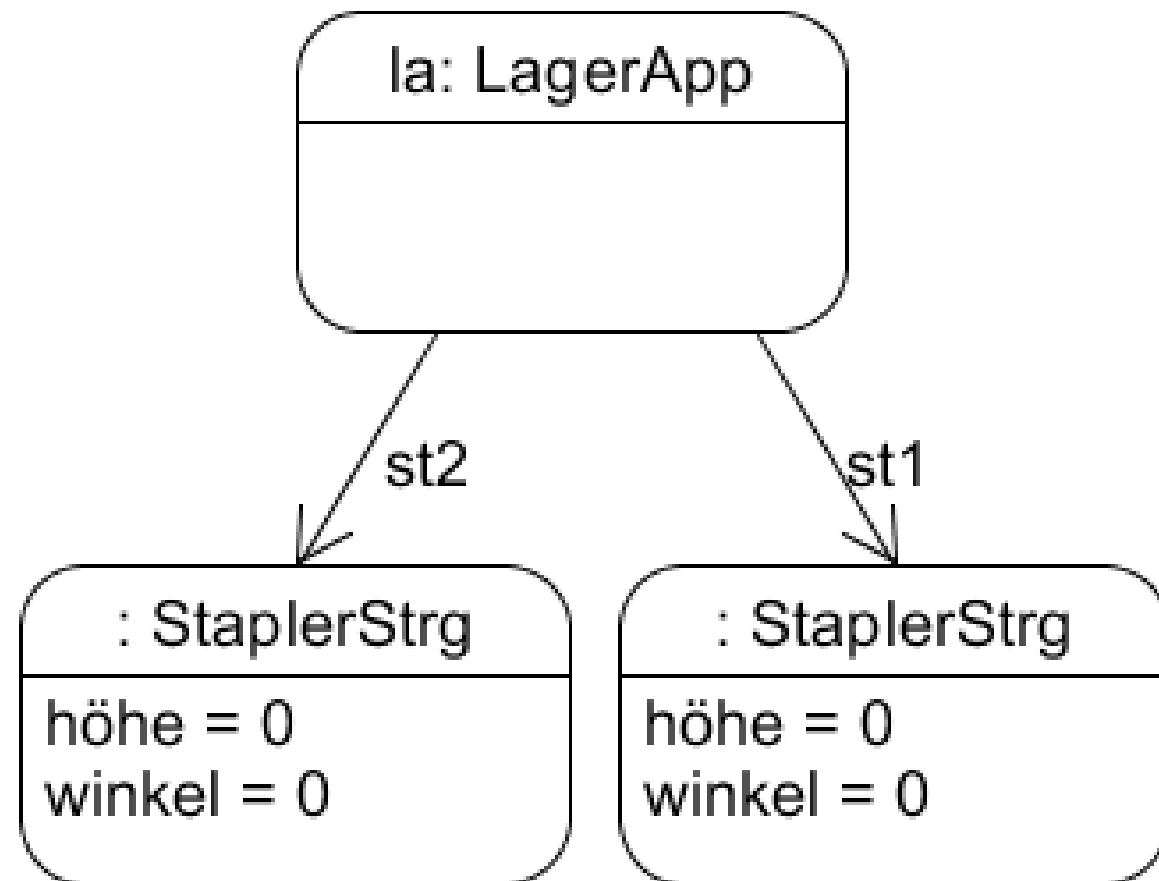 la: LagerApp
st2
st1
: StaplerStrg
höhe = 0
winkel = 0
: StaplerStrg
höhe = 0
winkel = 0